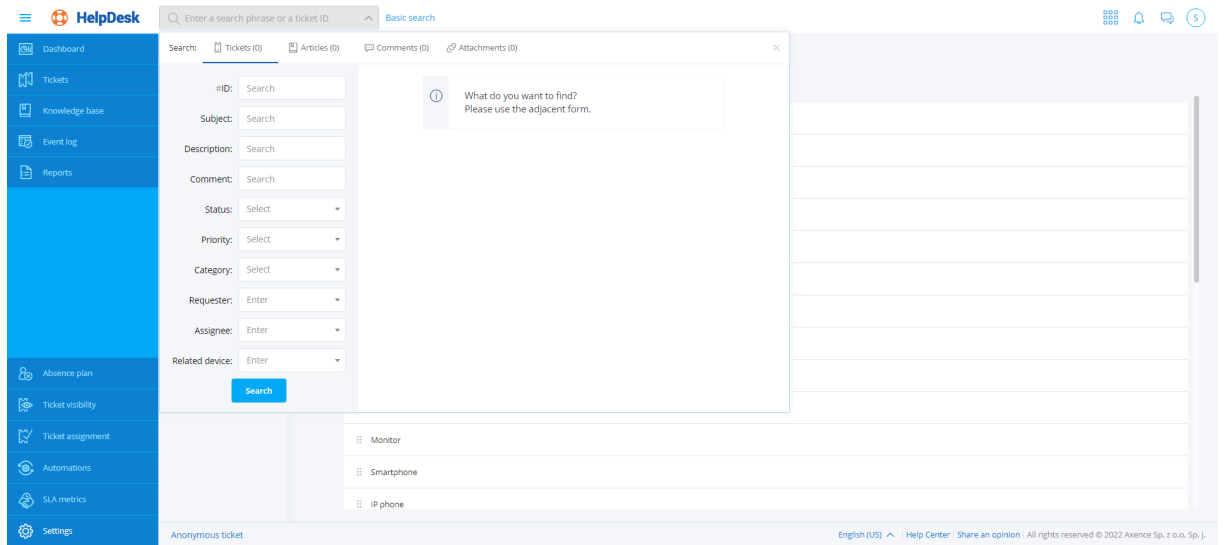 HelpDesk
Enter a search phrase or a ticket ID
Basic search
S
Dashboard
Tickets
Knowledge base
Event log
Reports
Absence plan
Ticket visibility
Ticket assignment
Automations
SLA metrics
Settings
Search: Tickets (0) Articles (0) Comments (0) Attachments (0)
#ID: Search
Subject: Search
Description: Search
Comment: Search
Status: Select
Priority: Select
Category: Select
Requester: Enter
Assignee: Enter
Related device: Enter
Search
What do you want to find?
Please use the adjacent form.
Monitor
Smartphone
IP phone
Anonymous ticket
English (US) Help Center Share an opinion All rights reserved © 2022 Axence Sp. z o.o. Sp. j.